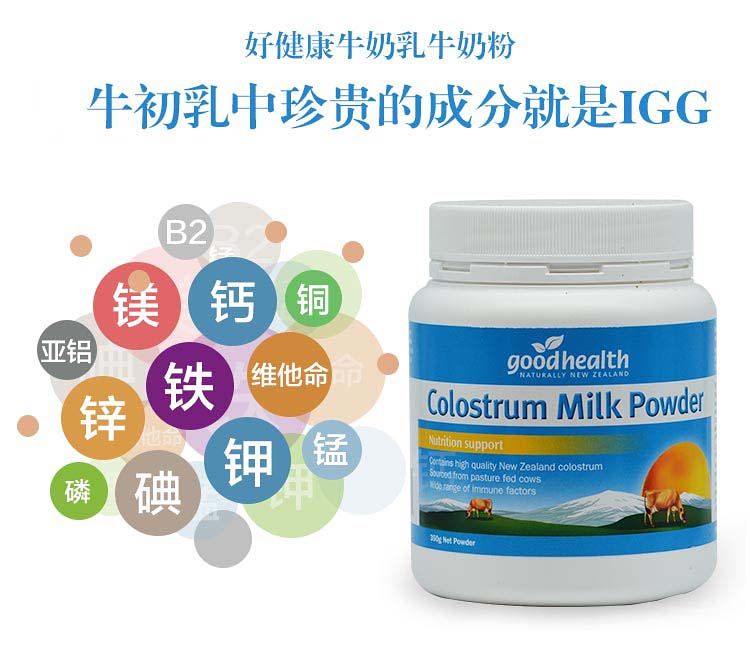 好健康牛奶乳牛奶粉
牛初乳中珍贵的成分就是IGG
B2
镁
钙
铜
亚铅
铁
维他命
锌
钾
锰
磷
碘
goodhealth
NATURALLY NEW ZEALAND
Colostrum Milk Powder
Nutrition support
Contains high quality New Zealand colostrum
Sourced from pasture fed cows
Wide range of immune factors
350g Net Powder